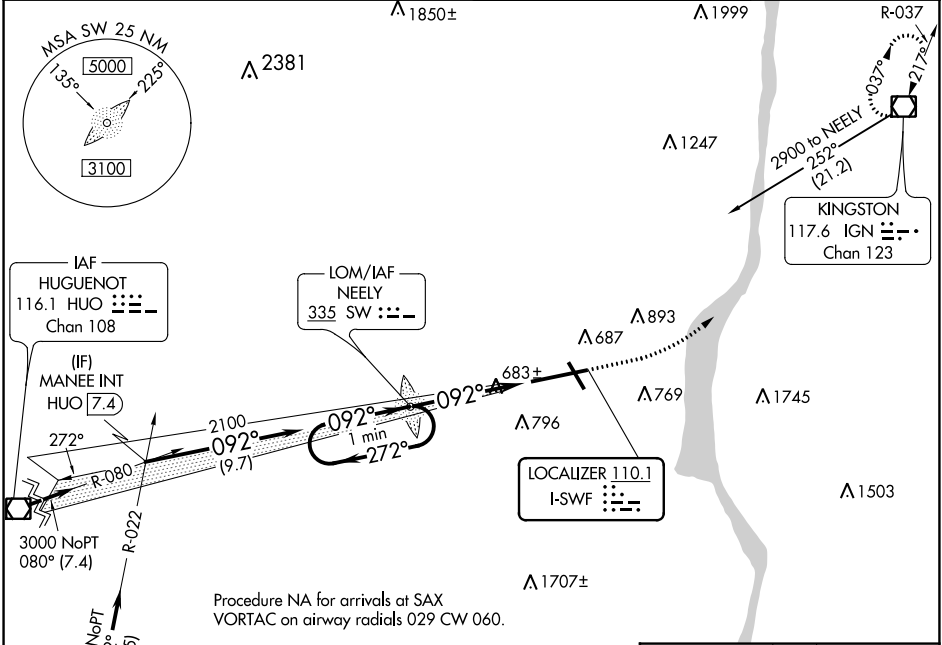 MSA SW 25 NM
135°
5000
225°
3100
1850±
1999
2381
1247
R-037
037°
217°
2900 to NEELY
252°
(21.2)
KINGSTON
117.6 IGN
Chan 123
IAF
HUGUENOT
116.1 HUO
Chan 108
(IF)
MANEE INT
HUO 7.4
LOM/IAF
NEELY
335 SW
893
687
683±
769
1745
796
272°
2100
R-080
092°
(9.7)
092°
1 min
272°
092°
LOCALIZER 110.1
I-SWF
1503
3000 NoPT
080° (7.4)
R-022
1707±
Procedure NA for arrivals at SAX
VORTAC on airway radials 029 CW 060.
NoPT